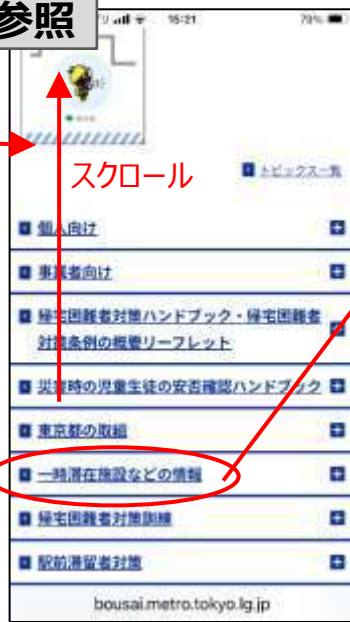 参照
15:21
79%
スクロール
トピックス一覧
個人向け
事業者向け
帰宅困難者対策ハンドブック・帰宅困難者
対策条例の概要リーフレット
災害時の児童生徒の安否確認ハンドブック
東京都の取組
一時滞在施設などの情報
帰宅困難者対策訓練
駅前滞留者対策
bousai.metro.tokyo.lg.jp